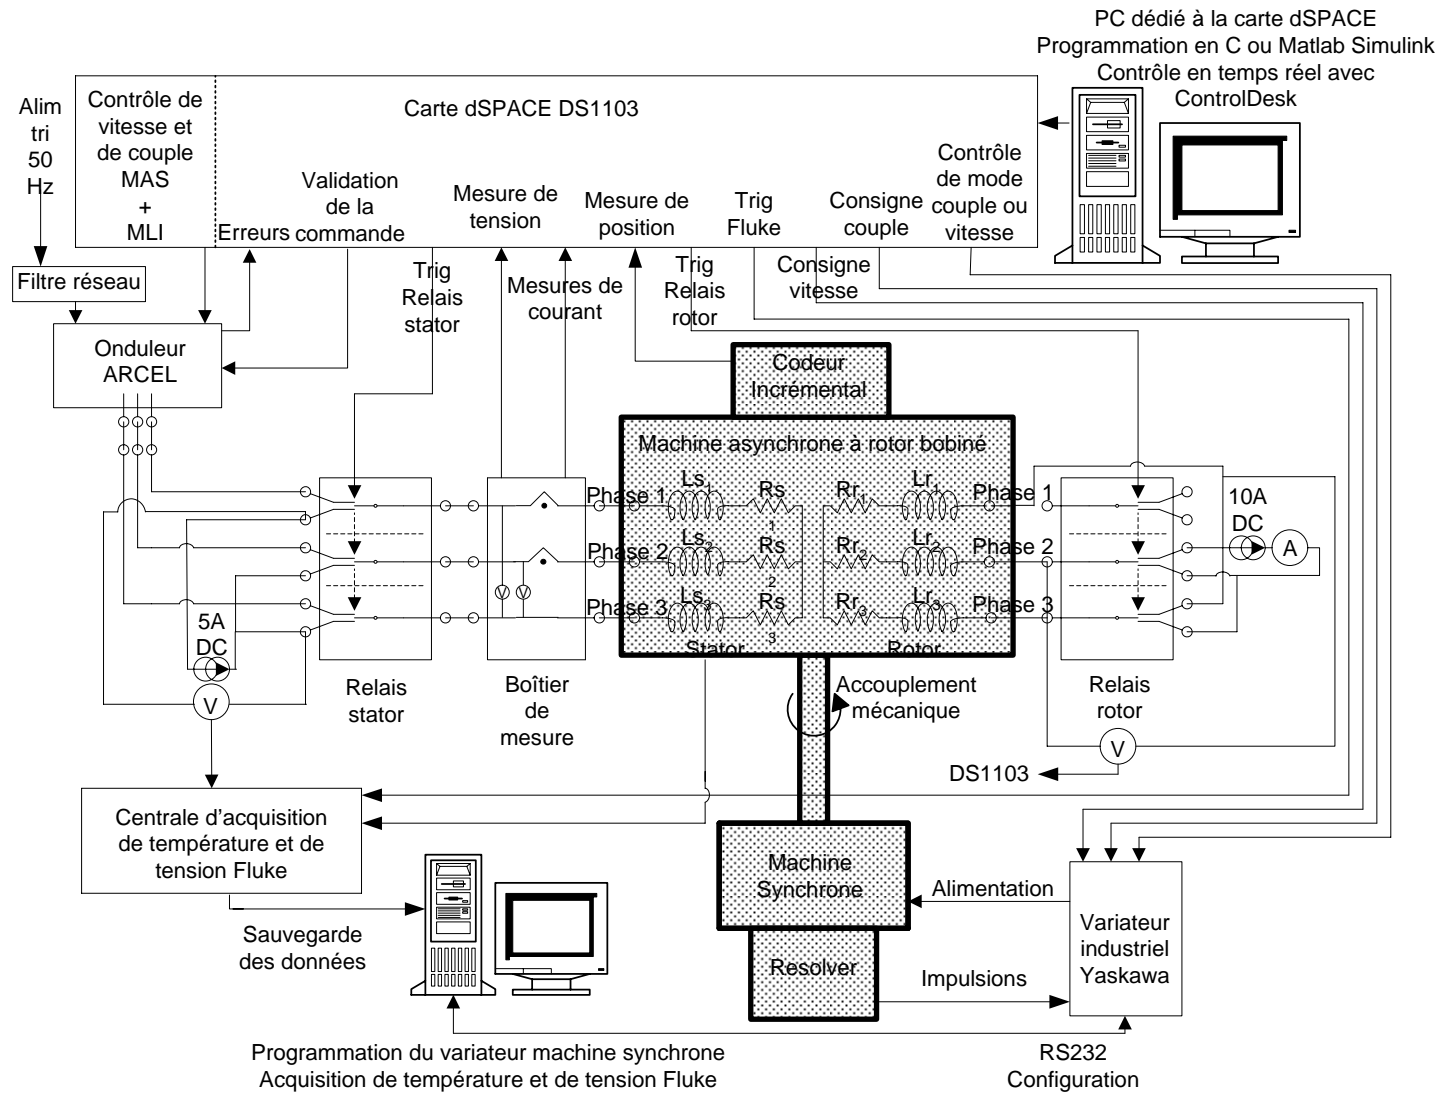 PC dédié à la carte dSPACE
Programmation en C ou Matlab Simulink
Contrôle en temps réel avec
ControlDesk
Alim
tri
50
Hz
Contrôle de
vitesse et
de couple
MAS
+
MLI
Carte dSPACE DS1103
Erreurs
Validation
de la
commande
Mesure de
tension
Mesure de
position
Trig
Fluke
Consigne
couple
Contrôle
de mode
couple ou
vitesse
Filtre réseau
Trig
Relais
stator
Mesures de
courant
Trig
Relais
rotor
Consigne
vitesse
Onduleur
ARCEL
Codeur
Incrémental
Machine asynchrone à rotor bobiné
Phase 1
Ls1
Rs
1
Rr1
Lr1
Phase 1
Phase 2
Ls2
Rs
2
Rr2
Lr2
Phase 2
Phase 3
Ls3
Rs
3
Rr3
Lr3
Phase 3
Stator
Rotor
10A
DC
A
V
V
5A
DC
V
Relais
stator
Boîtier
de
mesure
Accouplement
mécanique
Relais
rotor
V
DS1103
Centrale d'acquisition
de température et de
tension Fluke
Machine
Synchrone
Alimentation
Variateur
industriel
Yaskawa
Sauvegarde
des données
Resolver
Impulsions
Programmation du variateur machine synchrone
Acquisition de température et de tension Fluke
RS232
Configuration